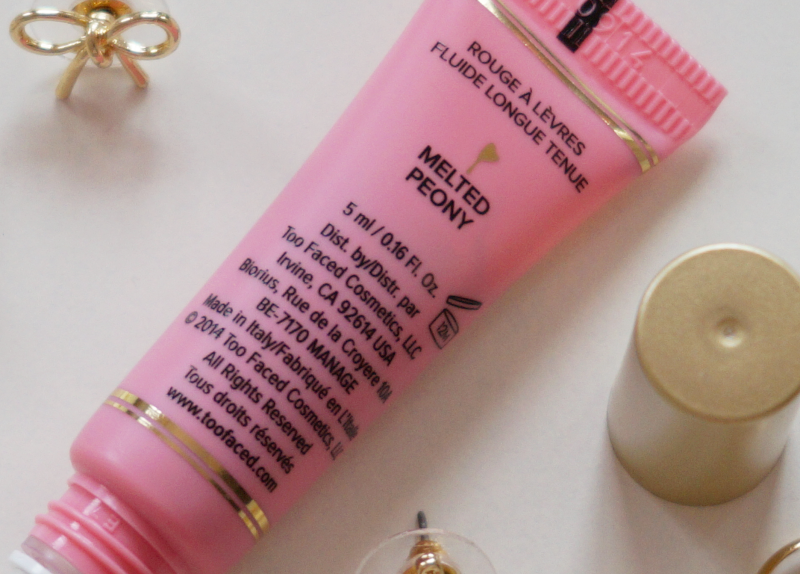 ROUGE À LÈVRES
FLUIDE LONGUE TENUE
MELTED
PEONY
5 ml / 0.16 Fl. Oz.
Dist. by/Distr. par
Too Faced Cosmetics, LLC
Irvine, CA 92614 USA
Biorius, Rue de la Croyere 10A
BE-7170 MANAGE
Made in Italy/Fabriqué en L'Italie
© 2014 Too Faced Cosmetics, LLC
All Rights Reserved
Tous droits réservés
www.toofaced.com
12M